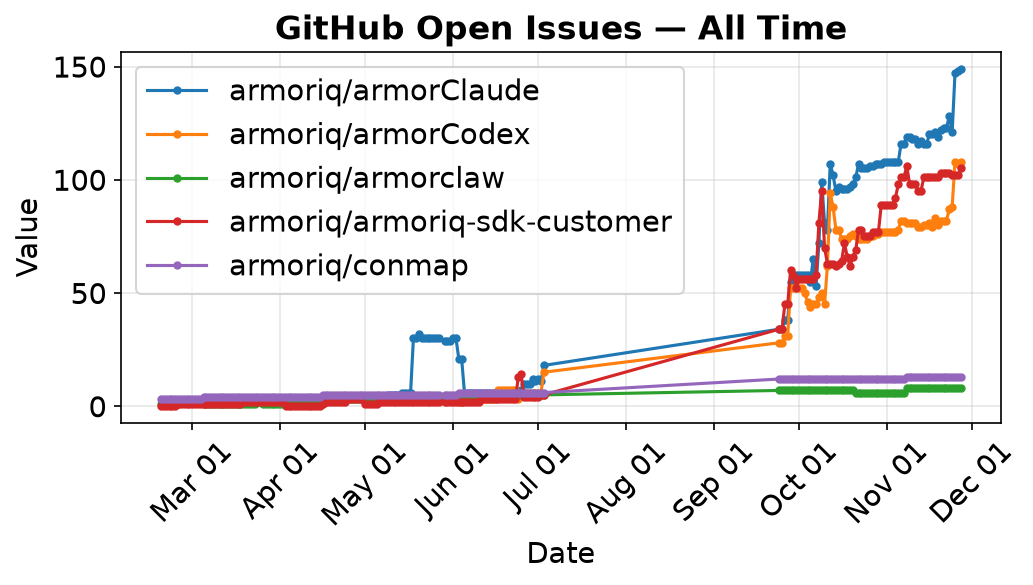 GitHub Open Issues — All Time
Value
150
100
50
0
armoriq/armorClaude
armoriq/armorCodex
armoriq/armorclaw
armoriq/armoriq-sdk-customer
armoriq/conmap
Mar 01
Apr 01
May 01
Jun 01
Jul 01
Aug 01
Sep 01
Oct 01
Nov 01
Dec 01
Date